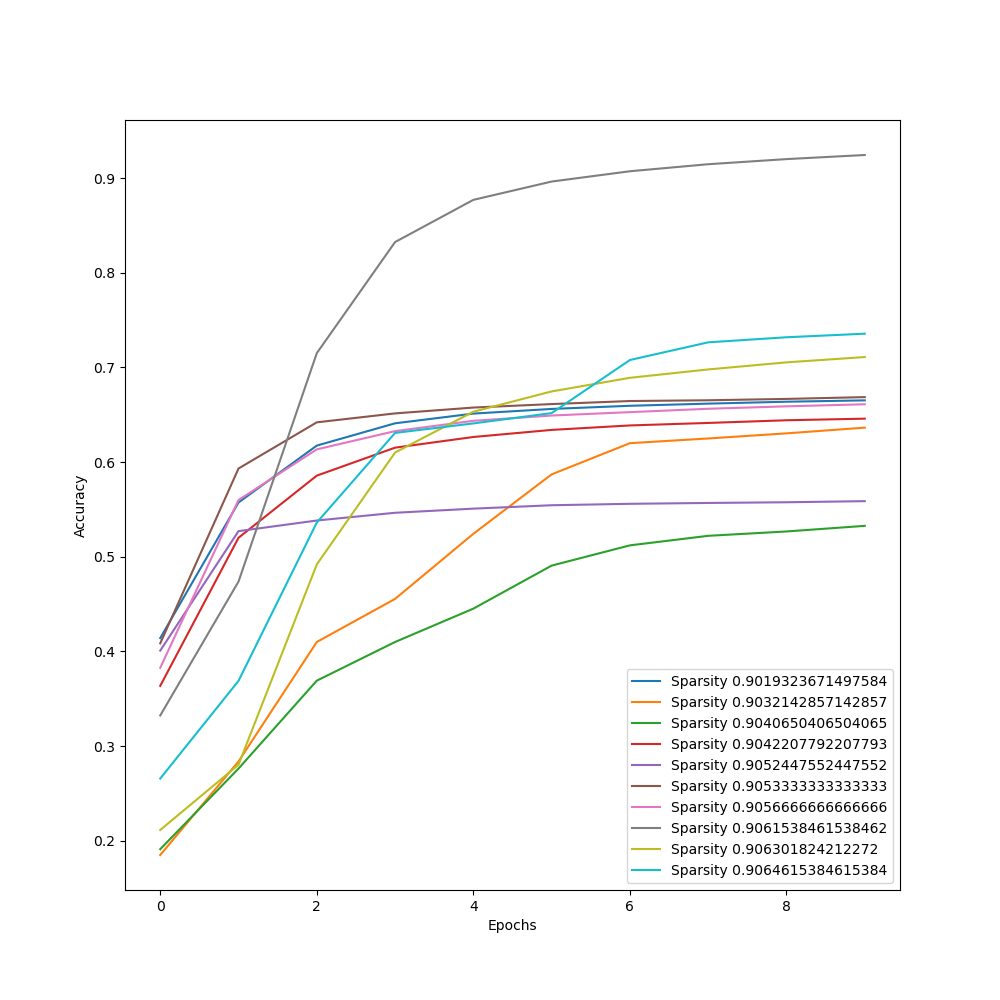 0.9
0.8
0.7
0.6
0.5
0.4
0.3
0.2
Accuracy
0 2 4 6 8
Epochs
Sparsity 0.9019323671497584
Sparsity 0.9032142857142857
Sparsity 0.9040650406504065
Sparsity 0.9042207792207793
Sparsity 0.9052447552447552
Sparsity 0.9053333333333333
Sparsity 0.9056666666666666
Sparsity 0.9061538461538462
Sparsity 0.906301824212272
Sparsity 0.9064615384615384